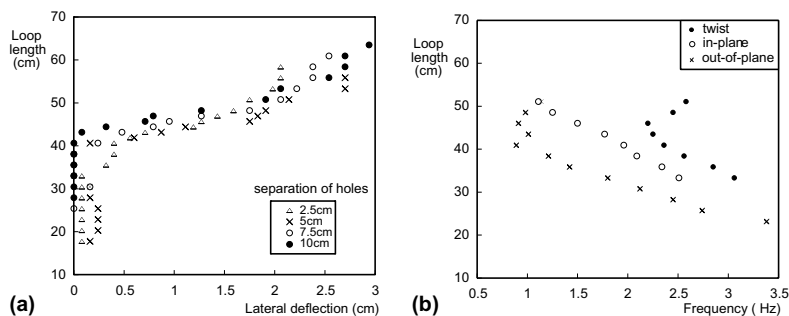 Loop
length
(cm)
70
60
50
40
30
20
10
0
0.5
1
1.5
2
2.5
3
Lateral deflection (cm)
separation of holes
2.5cm
5cm
7.5cm
10cm
(a)
Loop
length
(cm)
70
60
50
40
30
20
10
0.5
1
1.5
2
2.5
3
3.5
Frequency ( Hz)
twist
in-plane
out-of-plane
(b)